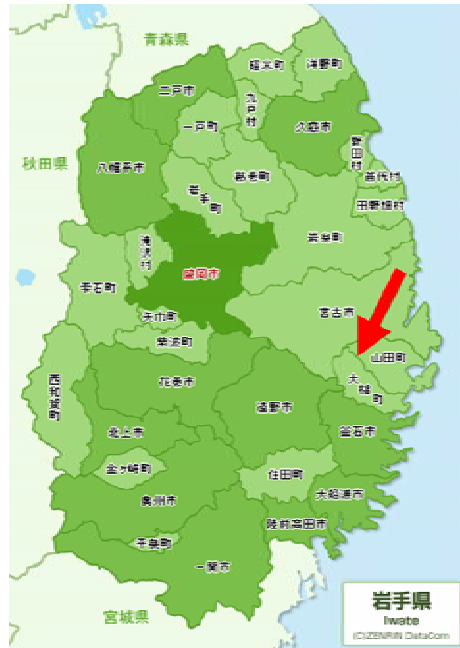 青森県
軽米町
洋野町
二戸市
九戸村
一戸町
久慈市
秋田県
八幡平市
野田村
葛巻町
普代村
岩手町
田野畑村
滝沢村
岩泉町
盛岡市
雫石町
宮古市
矢巾町
紫波町
山田町
大槌町
西和賀町
花巻市
遠野市
北上市
釜石市
金ヶ崎町
住田町
大船渡市
奥州市
陸前高田市
平泉町
一関市
岩手県
Iwate
(C)ZENRIN DataCom
宮城県